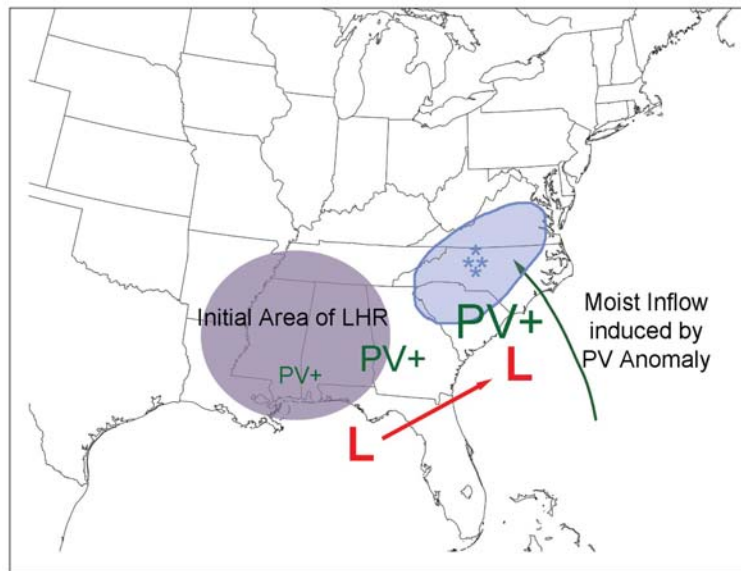 Initial Area of LHR
PV+
PV+
PV+
L
L
Moist Inflow
induced by
PV Anomaly
****